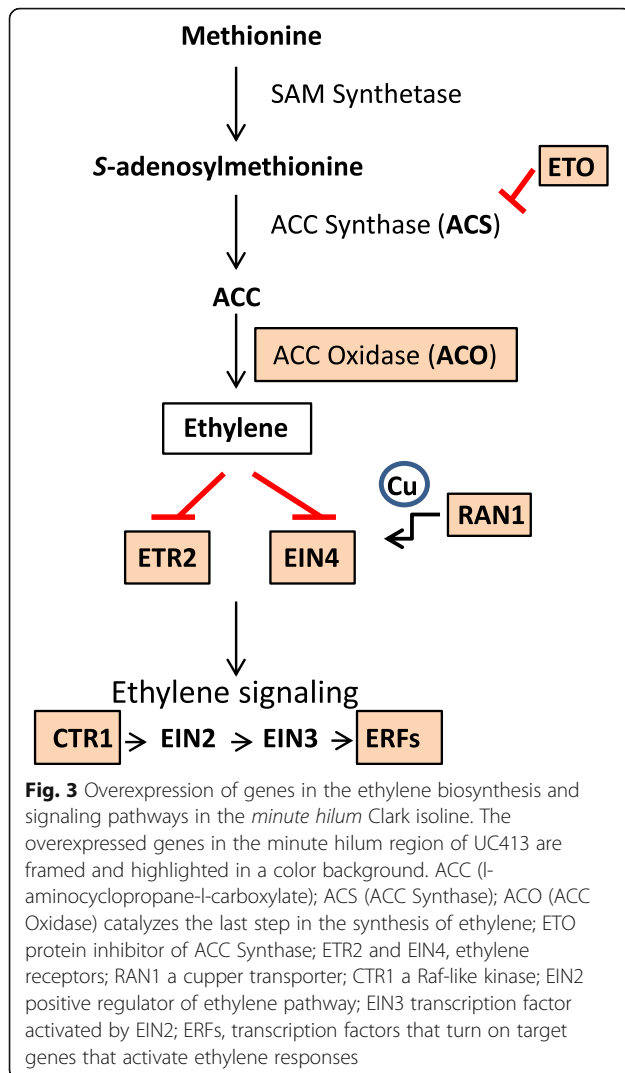 Methionine
SAM Synthetase
S-adenosylmethionine
ETO
ACC Synthase (ACS)
ACC
ACC Oxidase (ACO)
Ethylene
Cu
RAN1
ETR2
EIN4
Ethylene signaling
CTR1
EIN2
EIN3
ERFs
Fig. 3 Overexpression of genes in the ethylene biosynthesis and
signaling pathways in the minute hilum Clark isoline. The
overexpressed genes in the minute hilum region of UC413 are
framed and highlighted in a color background. ACC (l-
aminocyclopropane-l-carboxylate); ACS (ACC Synthase); ACO (ACC
Oxidase) catalyzes the last step in the synthesis of ethylene; ETO
protein inhibitor of ACC Synthase; ETR2 and EIN4, ethylene
receptors; RAN1 a cupper transporter; CTR1 a Raf-like kinase; EIN2
positive regulator of ethylene pathway; EIN3 transcription factor
activated by EIN2; ERFs, transcription factors that turn on target
genes that activate ethylene responses